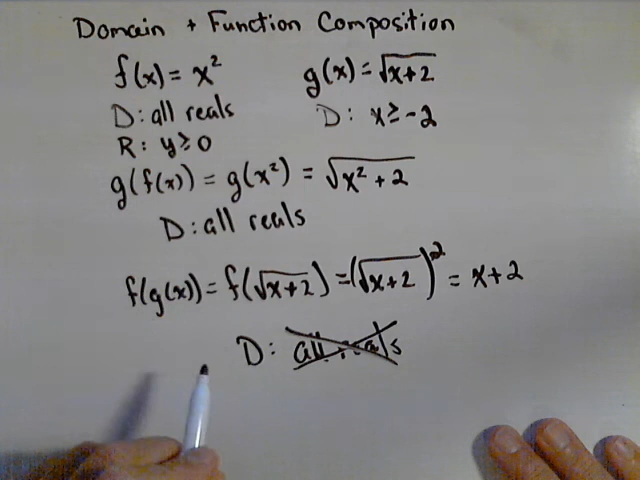 Domain + Function Composition
f(x) = x² g(x) = √(x+2)
D: all reals D: x ≥ -2
R: y ≥ 0
g(f(x)) = g(x²) = √(x² + 2)
D: all reals
f(g(x)) = f(√(x+2)) = (√(x+2))² = x + 2
D: all reals